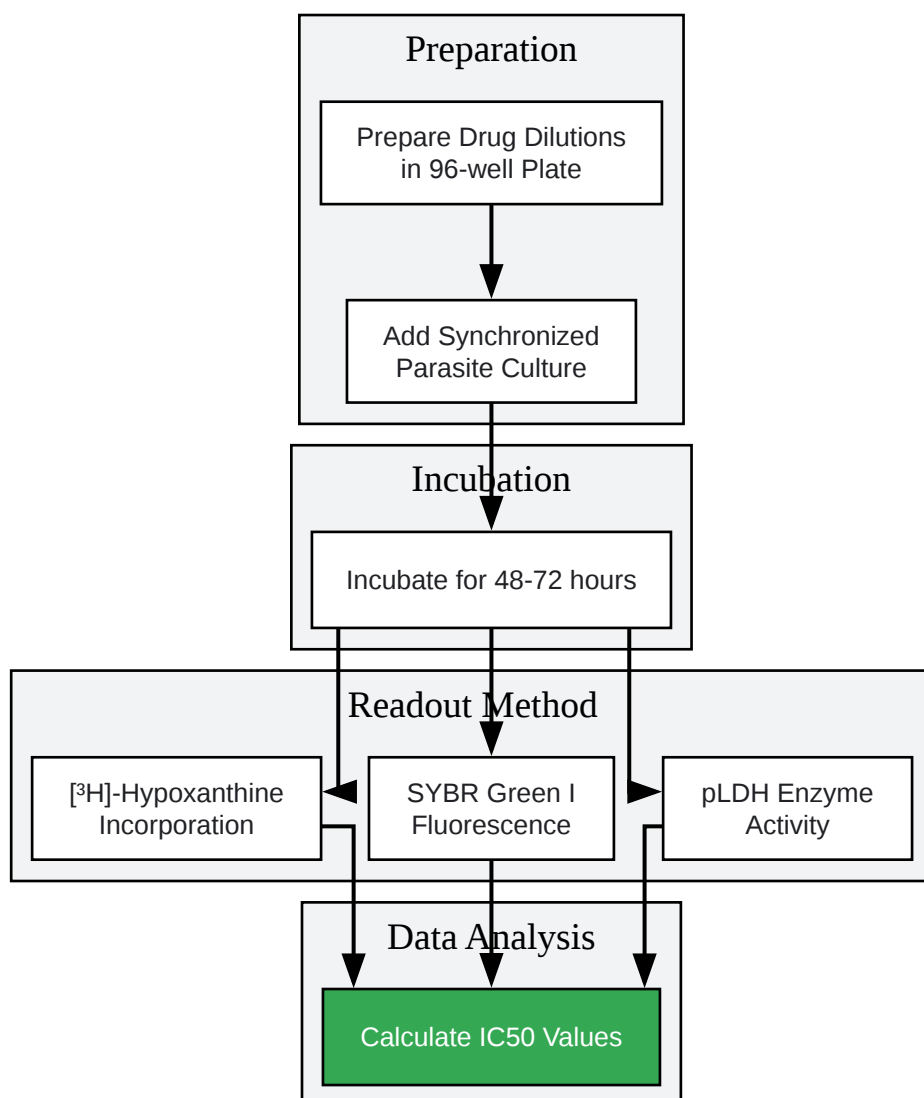 Preparation
Prepare Drug Dilutions
in 96-well Plate
Add Synchronized
Parasite Culture
Incubation
Incubate for 48-72 hours
Readout Method
[³H]-Hypoxanthine
Incorporation
SYBR Green I
Fluorescence
pLDH Enzyme
Activity
Data Analysis
Calculate IC50 Values